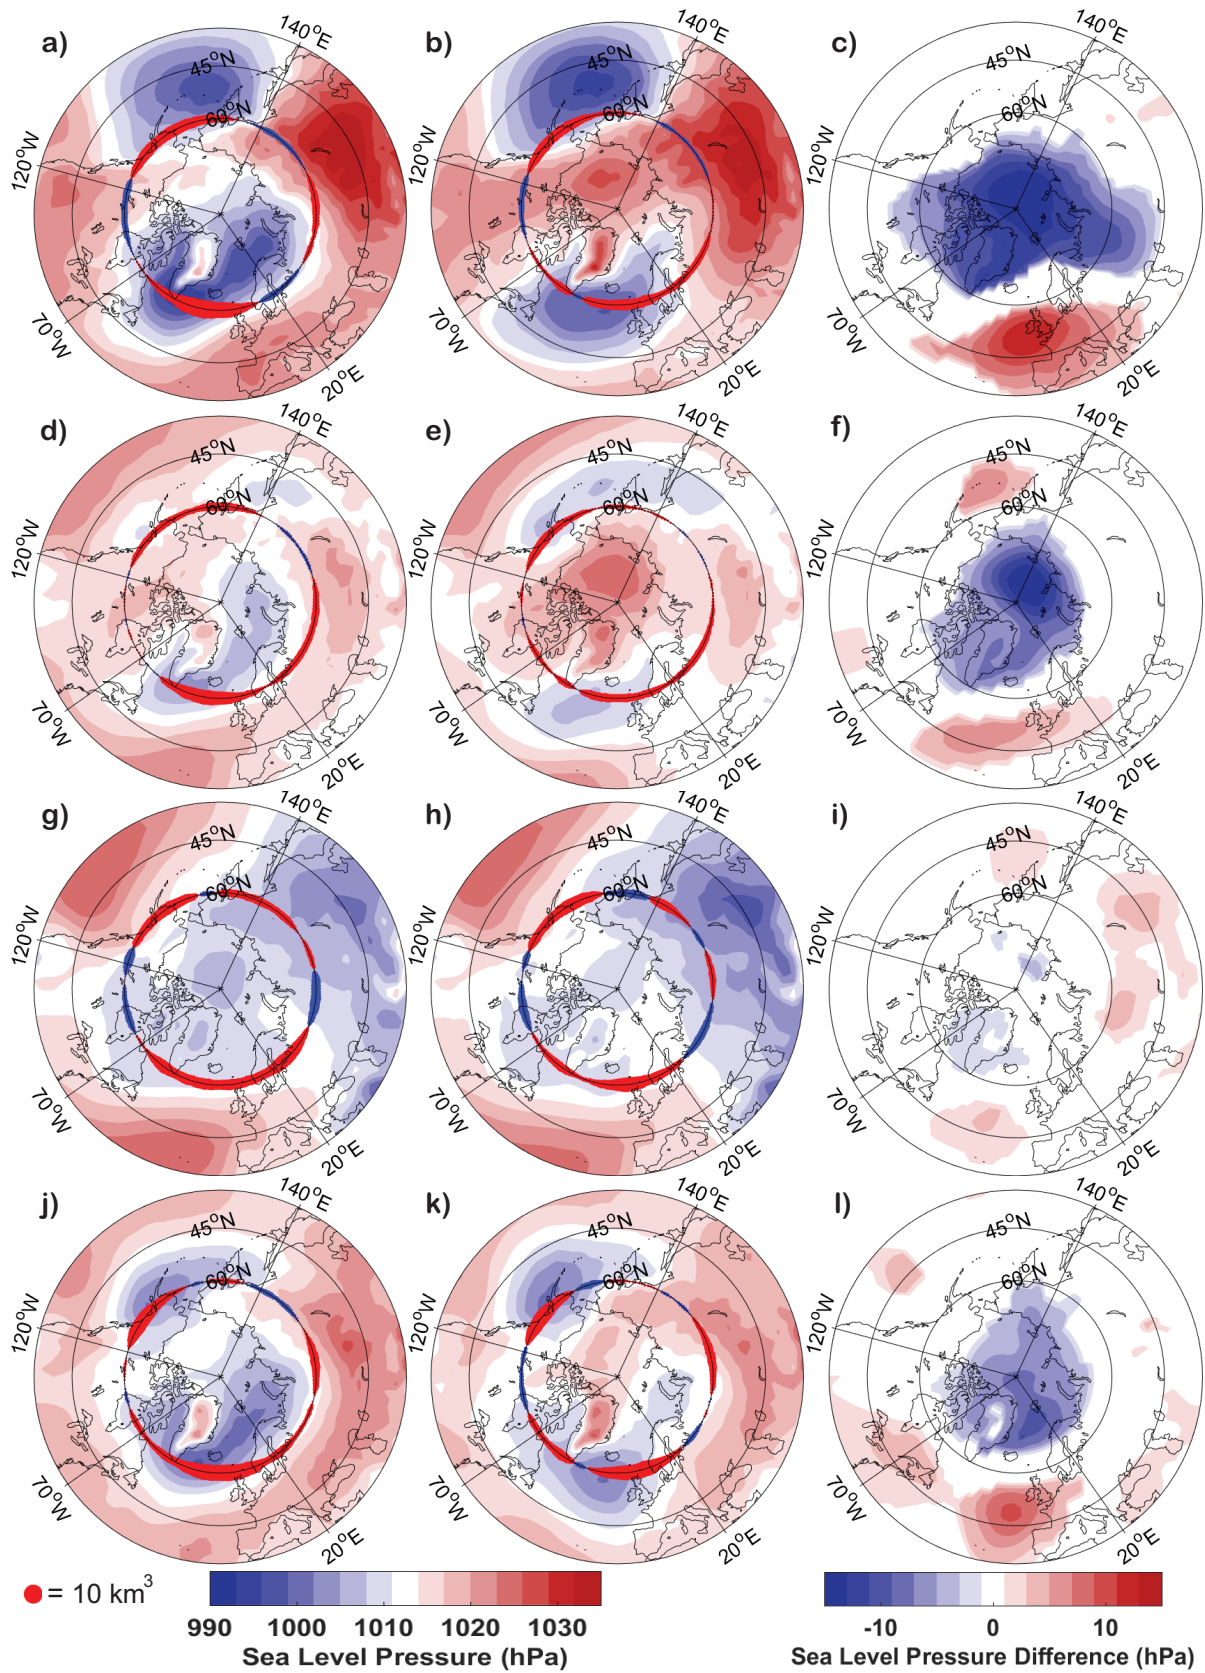 a) 140°E 45°N 60°N 120°W 70°W 20°E
b) 140°E 45°N 60°N 120°W 70°W 20°E
c) 140°E 45°N 60°N 120°W 70°W 20°E
d) 140°E 45°N 60°N 120°W 70°W 20°E
e) 140°E 45°N 60°N 120°W 70°W 20°E
f) 140°E 45°N 60°N 120°W 70°W 20°E
g) 140°E 45°N 60°N 120°W 70°W 20°E
h) 140°E 45°N 60°N 120°W 70°W 20°E
i) 140°E 45°N 60°N 120°W 70°W 20°E
j) 140°E 45°N 60°N 120°W 70°W 20°E
k) 140°E 45°N 60°N 120°W 70°W 20°E
l) 140°E 45°N 60°N 120°W 70°W 20°E
= 10 km³
990 1000 1010 1020 1030
Sea Level Pressure (hPa)
-10 0 10
Sea Level Pressure Difference (hPa)